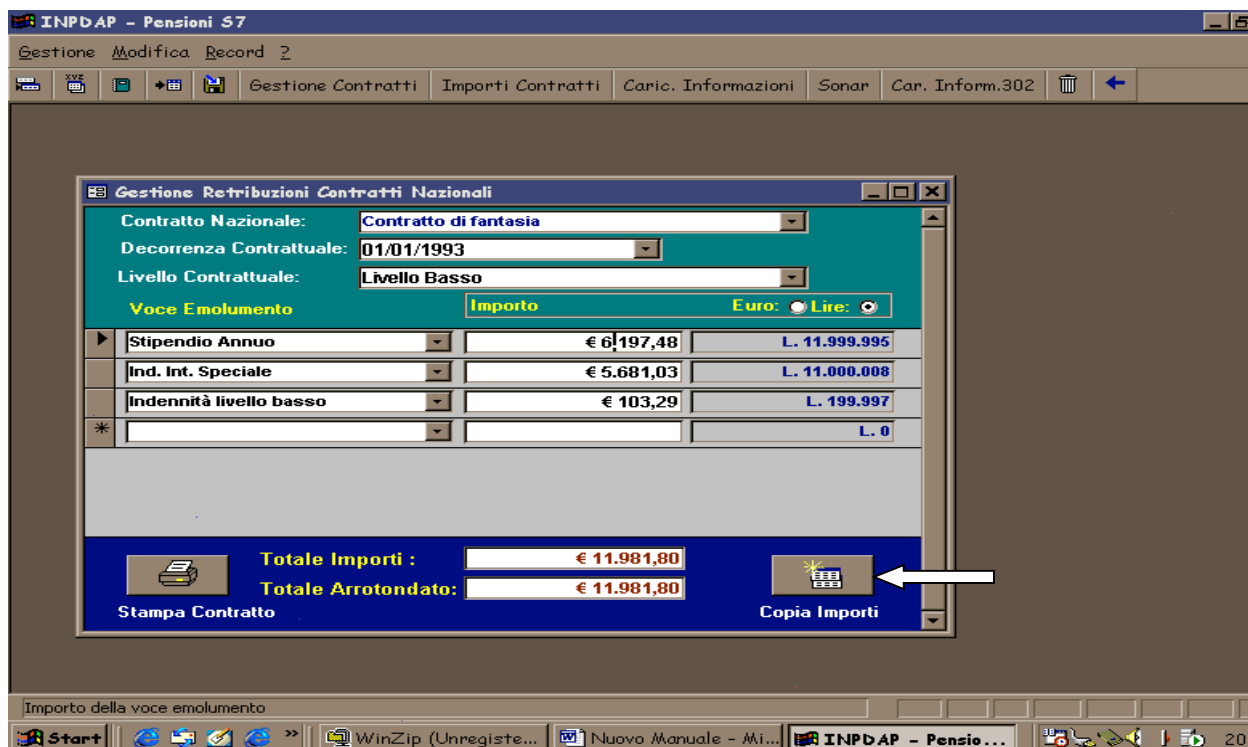 INPDAP - Pensioni S7
Gestione Modifica Record ?
XYZ Gestione Contratti Importi Contratti Caric. Informazioni Sonar Car. Inform.302
Gestione Retribuzioni Contratti Nazionali
Contratto Nazionale: Contratto di fantasia
Decorrenza Contrattuale: 01/01/1993
Livello Contrattuale: Livello Basso
Voce Emolumento Importo Euro: Lire:
Stipendio Annuo € 6.197,48 L. 11.999.995
Ind. Int. Speciale € 5.681,03 L. 11.000.008
Indennità livello basso € 103,29 L. 199.997
* L. 0
Totale Importi : € 11.981,80
Totale Arrotondato: € 11.981,80
Stampa Contratto Copia Importi
Importo della voce emolumento
Start » WinZip (Unregiste... Nuovo Manuale - Mi... INPDAP - Pensio... 20